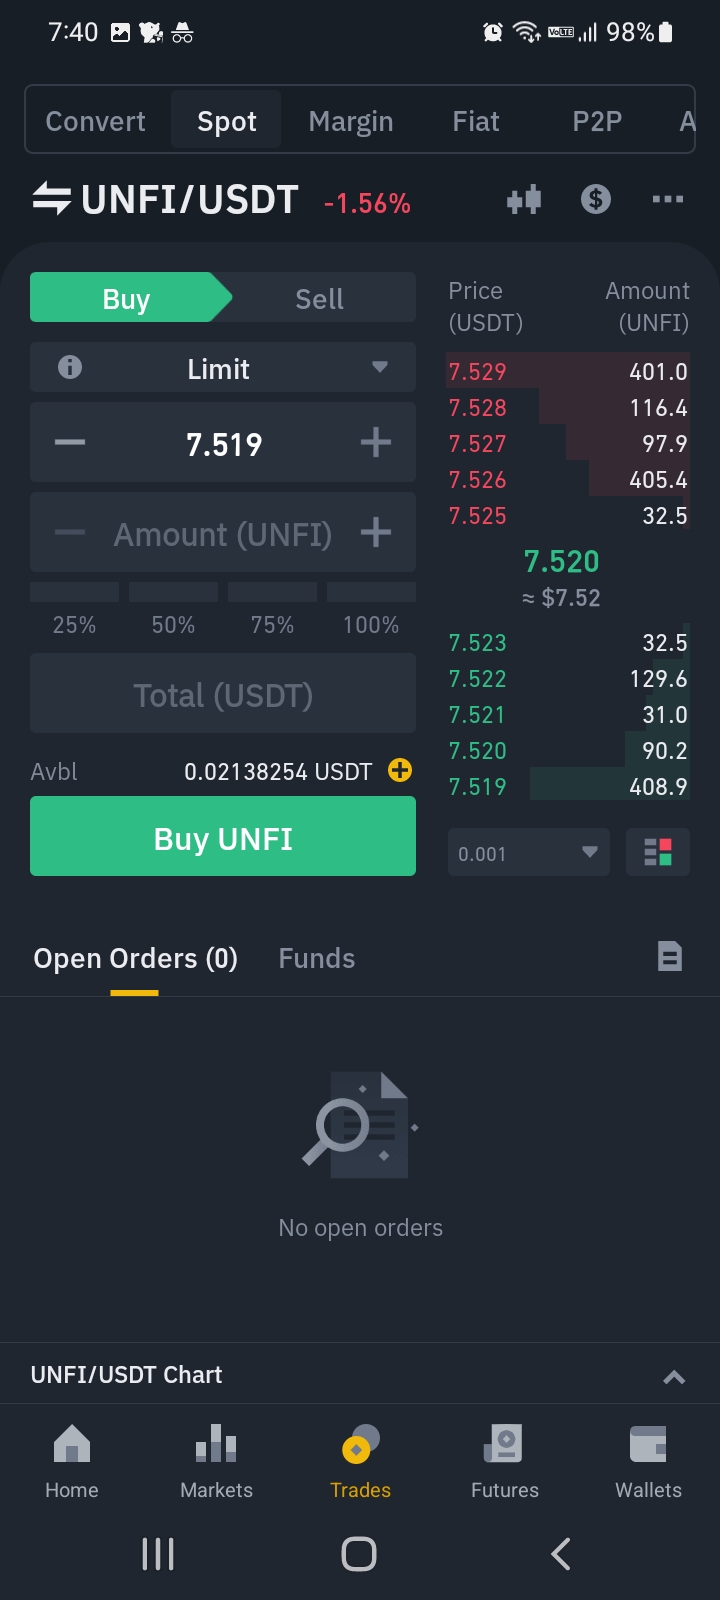 7:40 98%
Convert Spot Margin Fiat P2P A
UNFI/USDT -1.56%
Buy Sell
Limit
7.519
Amount (UNFI)
25% 50% 75% 100%
Total (USDT)
Avbl 0.02138254 USDT
Buy UNFI
Price Amount
(USDT) (UNFI)
7.529 401.0
7.528 116.4
7.527 97.9
7.526 405.4
7.525 32.5
7.520
≈ $7.52
7.523 32.5
7.522 129.6
7.521 31.0
7.520 90.2
7.519 408.9
0.001
Open Orders (0) Funds
No open orders
UNFI/USDT Chart
Home Markets Trades Futures Wallets